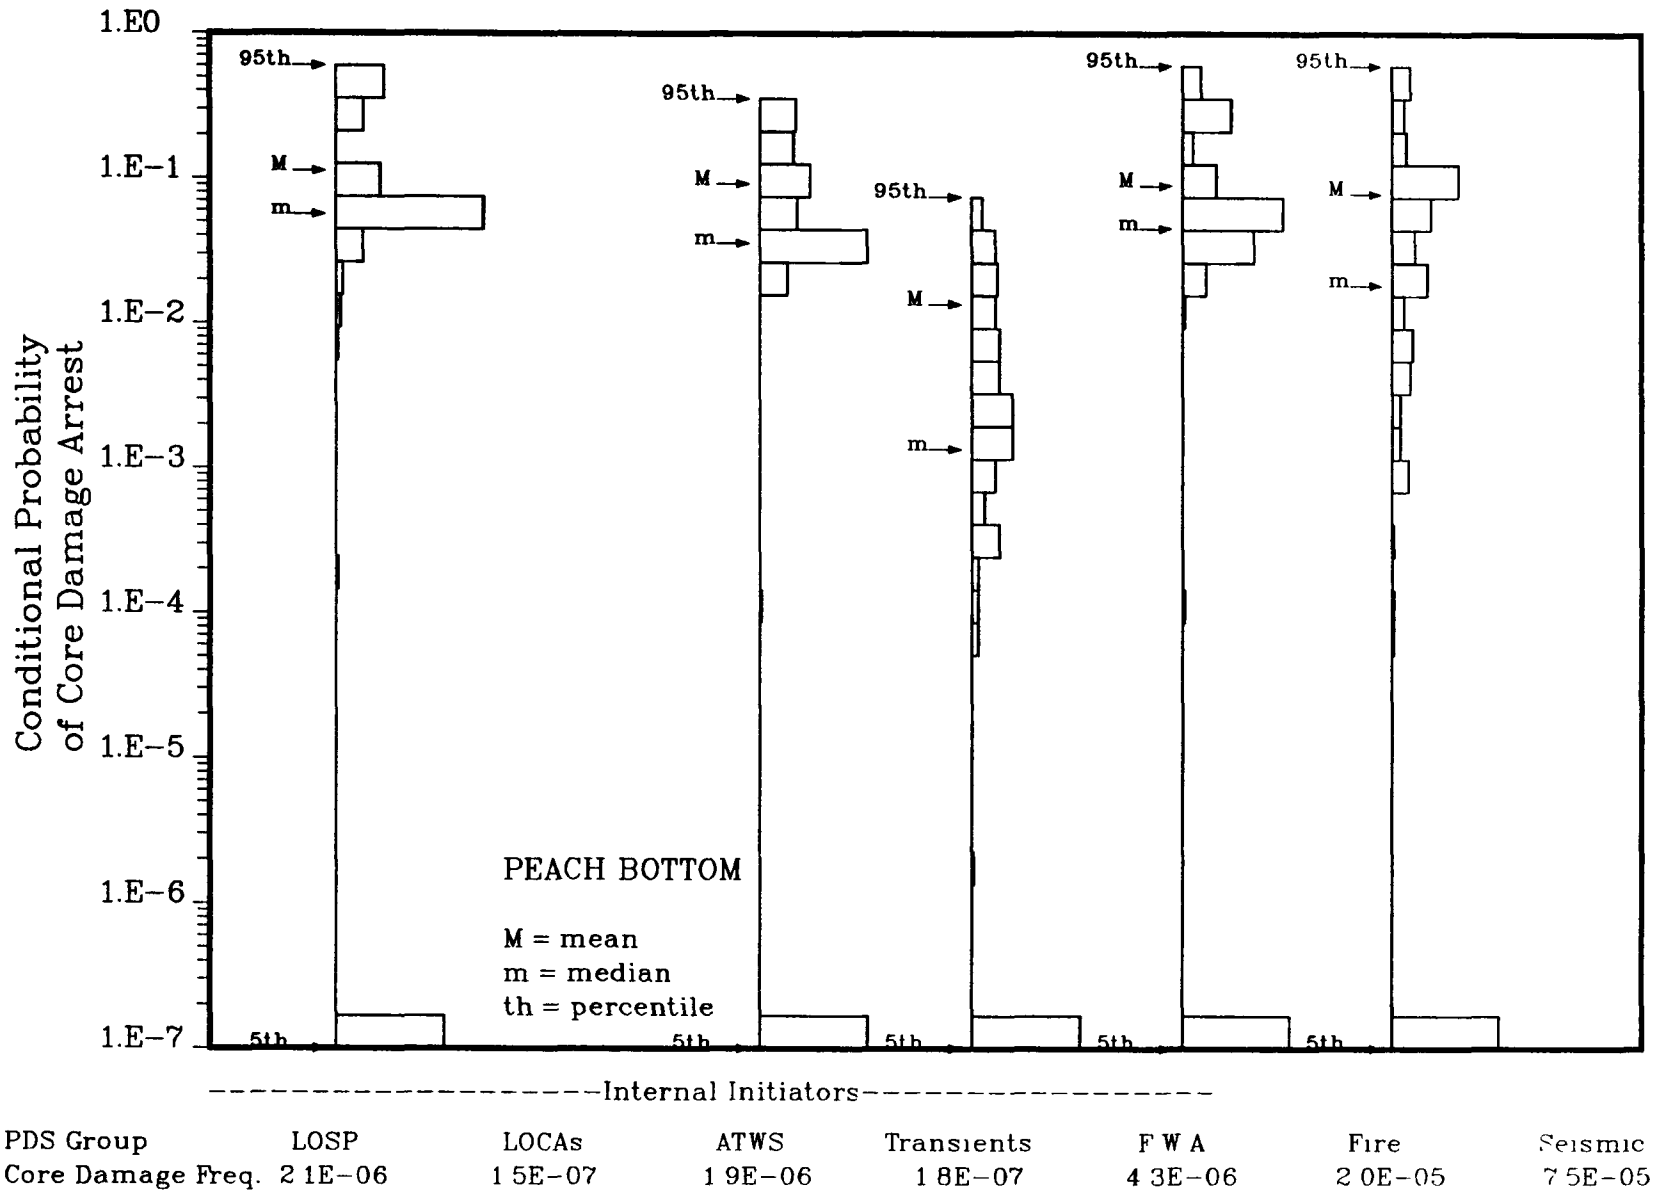 1.E0
95th
95th
95th
95th
M
1.E-1
M
M
95th
M
m
m
m
M
m
1.E-2
m
1.E-3
1.E-4
1.E-5
1.E-6
1.E-7
Conditional Probability
of Core Damage Arrest
PEACH BOTTOM
M = mean
m = median
th = percentile
5th
5th
5th
5th
5th
------------------Internal Initiators----------------
PDS Group LOSP LOCAs ATWS Transients F W A Fire Seismic
Core Damage Freq. 2 1E-06 1 5E-07 1 9E-06 1 8E-07 4 3E-06 2 0E-05 7 5E-05